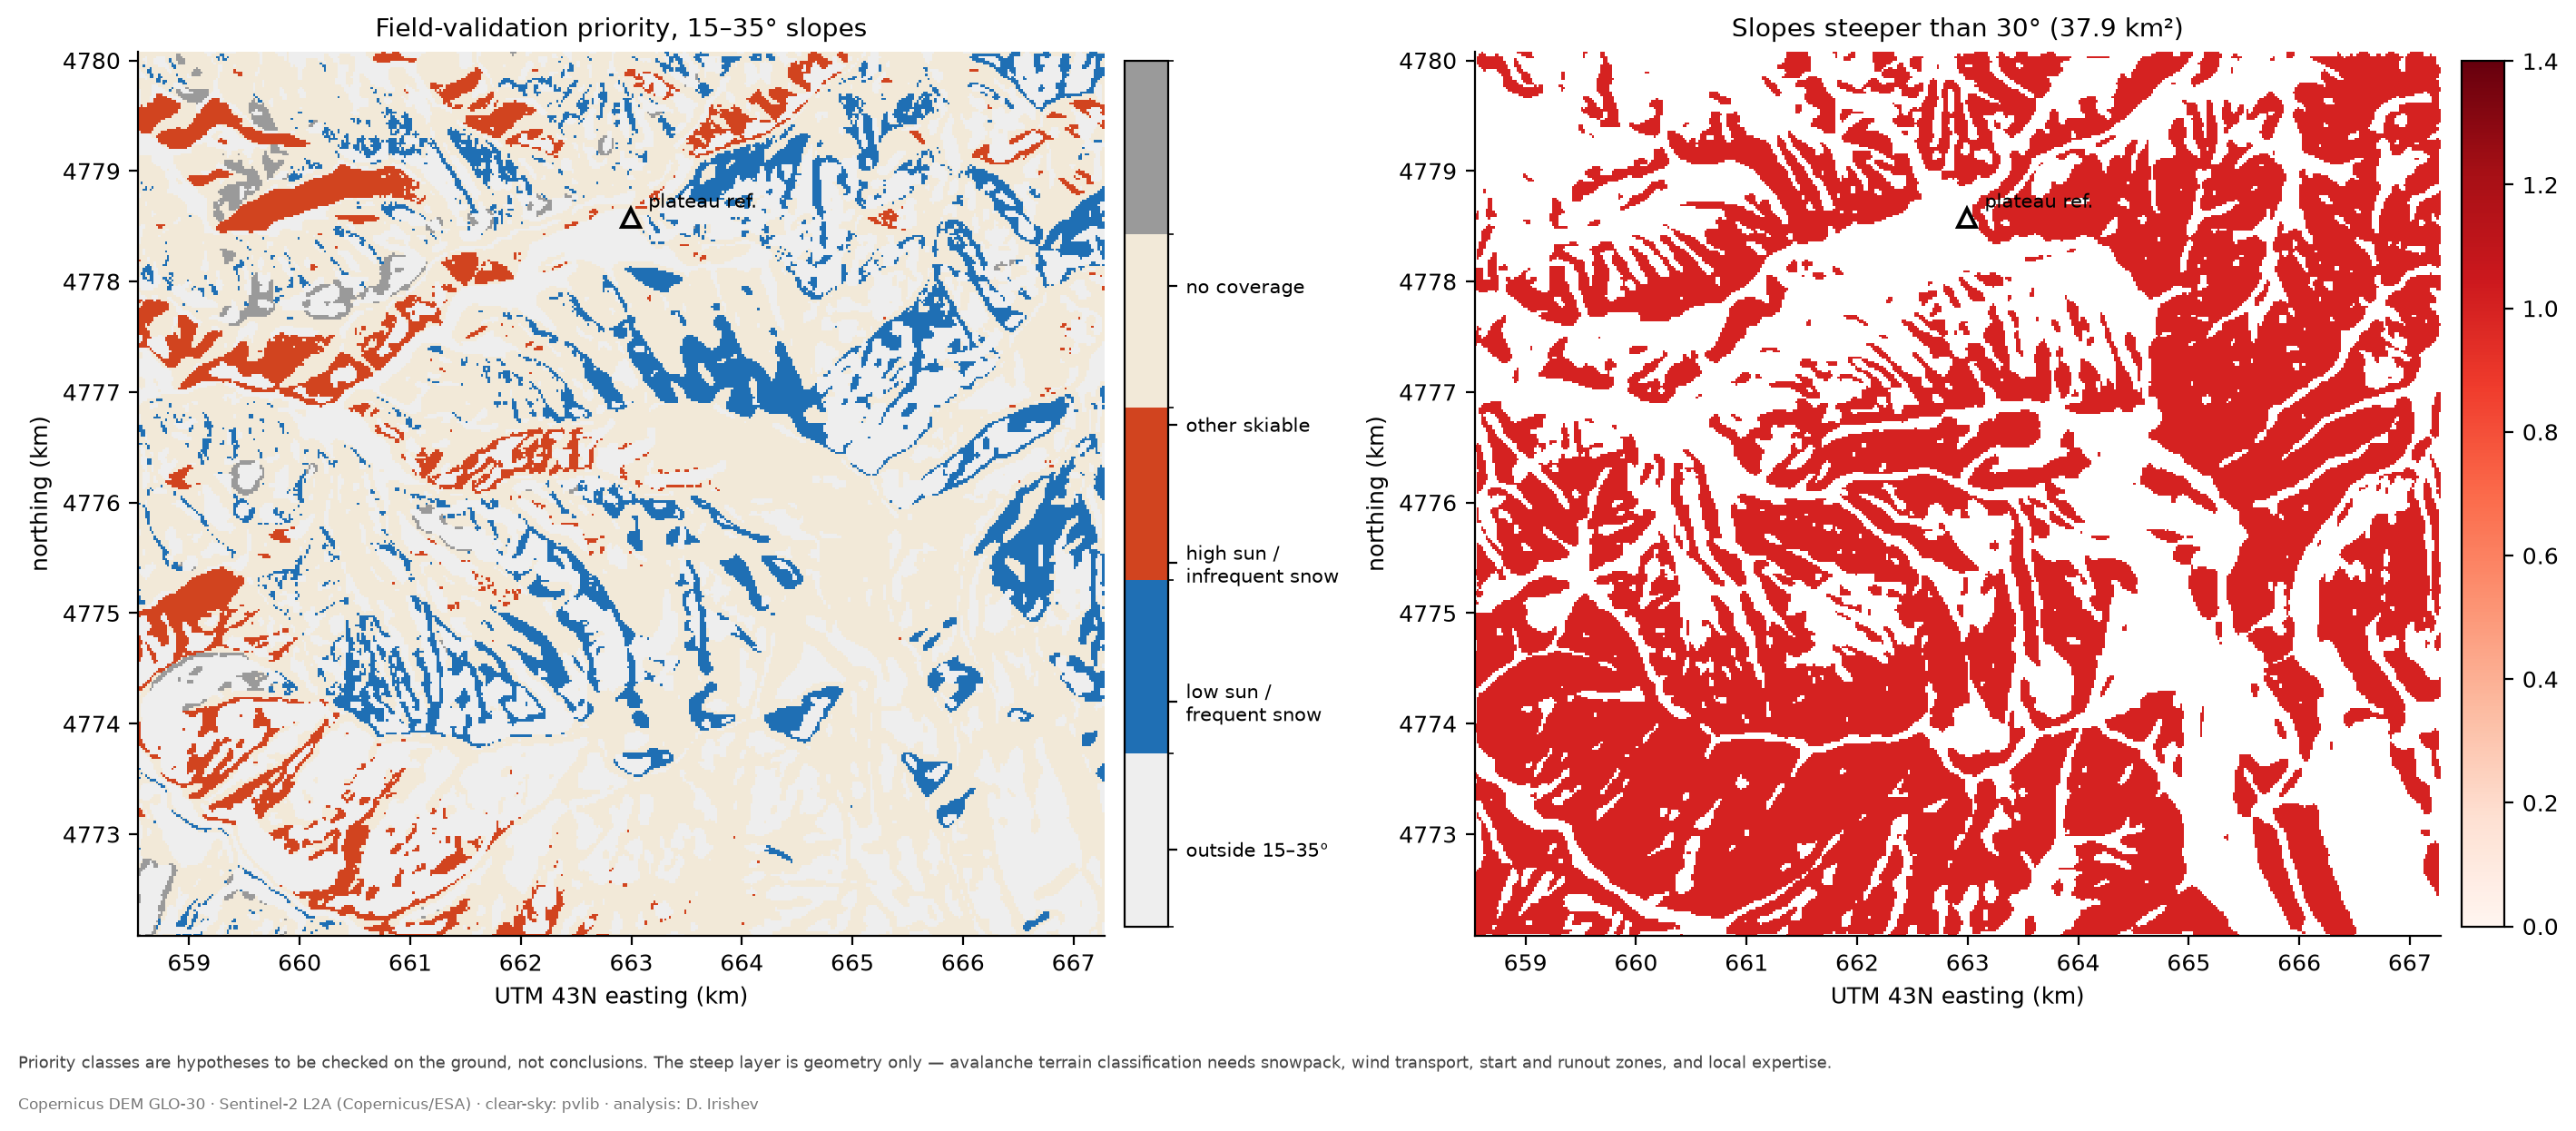 Field-validation priority, 15–35° slopes
4780
4779
4778
4777
4776
4775
4774
4773
northing (km)
659 660 661 662 663 664 665 666 667
UTM 43N easting (km)
plateau ref.
no coverage
other skiable
high sun /
infrequent snow
low sun /
frequent snow
outside 15–35°
Slopes steeper than 30° (37.9 km²)
4780
4779
4778
4777
4776
4775
4774
4773
northing (km)
659 660 661 662 663 664 665 666 667
UTM 43N easting (km)
plateau ref.
1.4
1.2
1.0
0.8
0.6
0.4
0.2
0.0
Priority classes are hypotheses to be checked on the ground, not conclusions. The steep layer is geometry only — avalanche terrain classification needs snowpack, wind transport, start and runout zones, and local expertise.
Copernicus DEM GLO-30 · Sentinel-2 L2A (Copernicus/ESA) · clear-sky: pvlib · analysis: D. Irishev